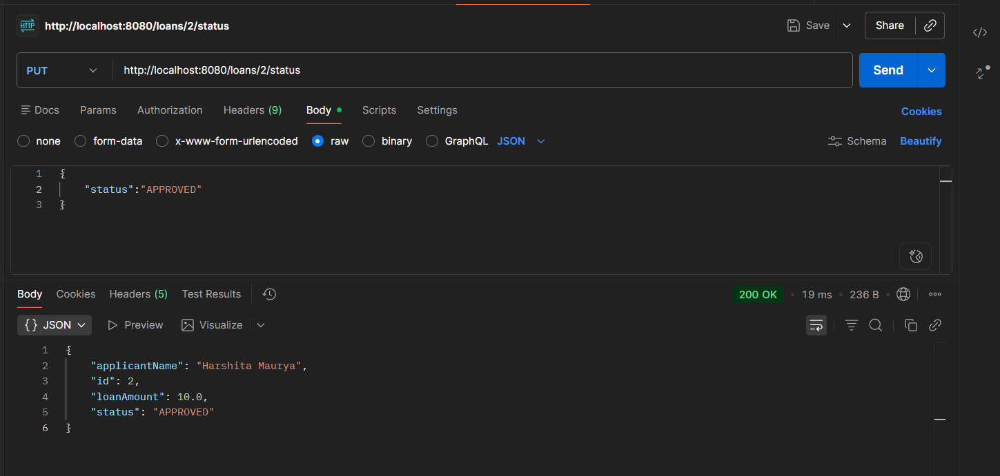 HTTP http://localhost:8080/loans/2/status Save Share
PUT http://localhost:8080/loans/2/status Send
Docs Params Authorization Headers (9) Body Scripts Settings Cookies
none form-data x-www-form-urlencoded raw binary GraphQL JSON Schema Beautify
1 {
2 "status":"APPROVED"
3 }
Body Cookies Headers (5) Test Results 200 OK • 19 ms • 236 B •
{} JSON Preview Visualize
1 {
2 "applicantName": "Harshita Maurya",
3 "id": 2,
4 "loanAmount": 10.0,
5 "status": "APPROVED"
6 }